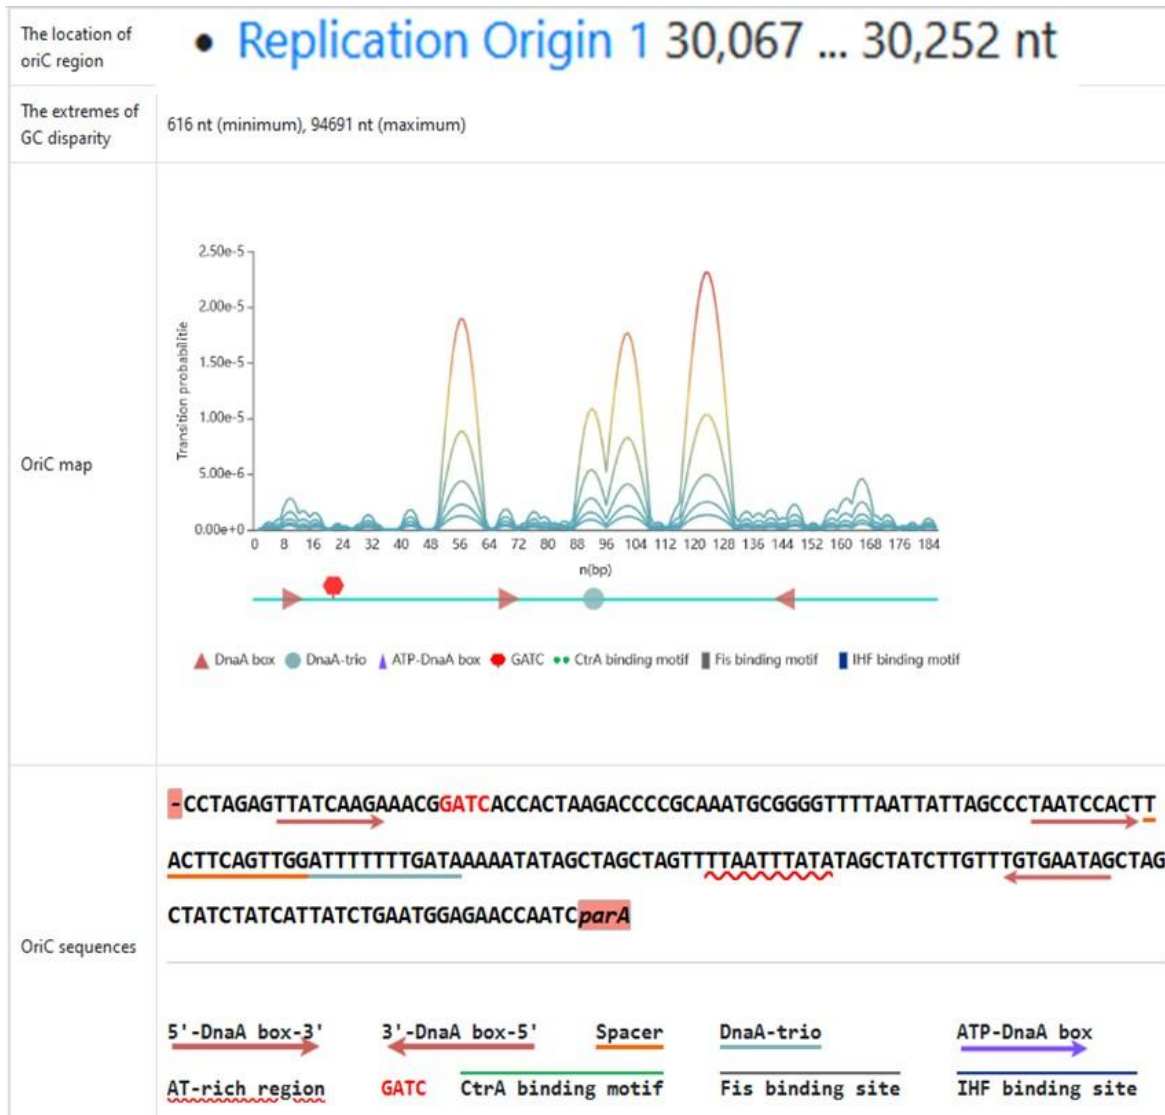 The location of
oriC region
• Replication Origin 1 30,067 ... 30,252 nt
The extremes of
GC disparity
616 nt (minimum), 94691 nt (maximum)
OriC map
Transition probabilitie
2.50e-5
2.00e-5
1.50e-5
1.00e-5
5.00e-6
0.00e+0
0 8 16 24 32 40 48 56 64 72 80 88 96 104 112 120 128 136 144 152 160 168 176 184
n(bp)
DnaA box DnaA-trio ATP-DnaA box GATC CtrA binding motif Fis binding motif IHF binding motif
OriC sequences
-CCTAGAGTTATCAAGAAACGGATCACCACTAAGACCCCGCAAATGCGGGGTTTTAATTATTAGCCCTAATCCACTT
ACTTCAGTTGGATTTTTTTGATAAAAATATAGCTAGCTAGTTTTAATTTATATAGCTATCTTGTTTGTGAATAGCTAG
CTATCTATCATTATCTGAATGGAGAACCAATCparA
5'-DnaA box-3' 3'-DnaA box-5' Spacer DnaA-trio ATP-DnaA box
AT-rich region GATC CtrA binding motif Fis binding site IHF binding site